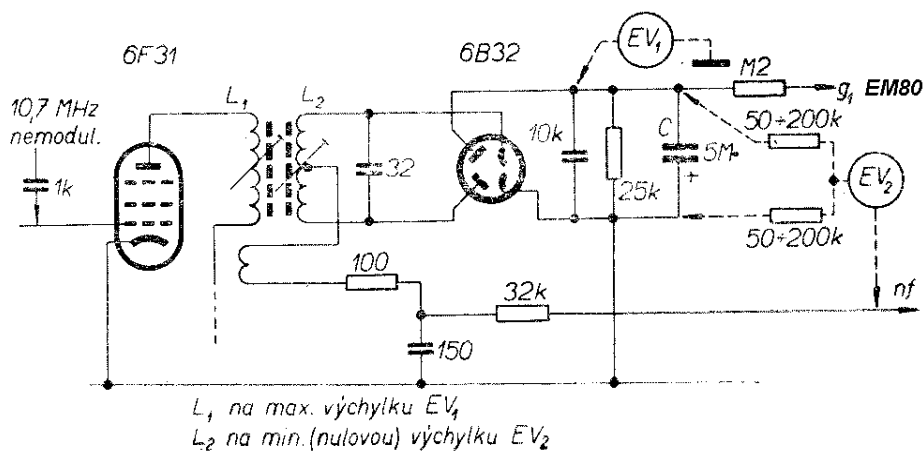 6F31
6B32
EV1
10,7 MHz
nemodul.
1k
L1
L2
32
10k
25k
C
5M
+
M2
g1 EM80
50÷200k
EV2
50÷200k
100
32k
150
nf
L1 na max. výchylku EV1
L2 na min. (nulovou) výchylku EV2